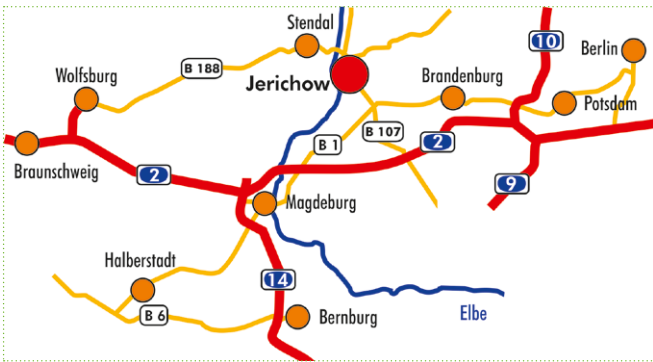 Stendal
10
Berlin
B 188
Wolfsburg
Jerichow
Brandenburg
Potsdam
B 107
B 1
2
Braunschweig
2
9
Magdeburg
Halberstadt
14
B 6
Bernburg
Elbe